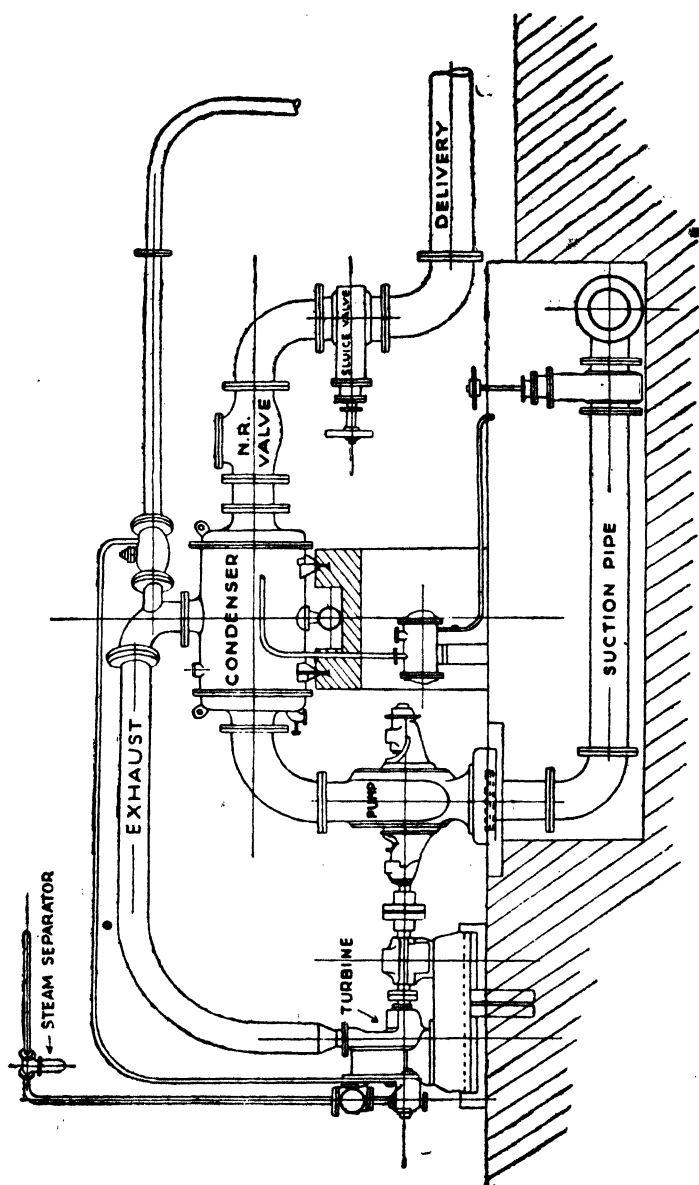 STEAM SEPARATOR
EXHAUST
TURBINE
PUMP
CONDENSER
N.R.
VALVE
SLUICE VALVE
DELIVERY
SUCTION PIPE